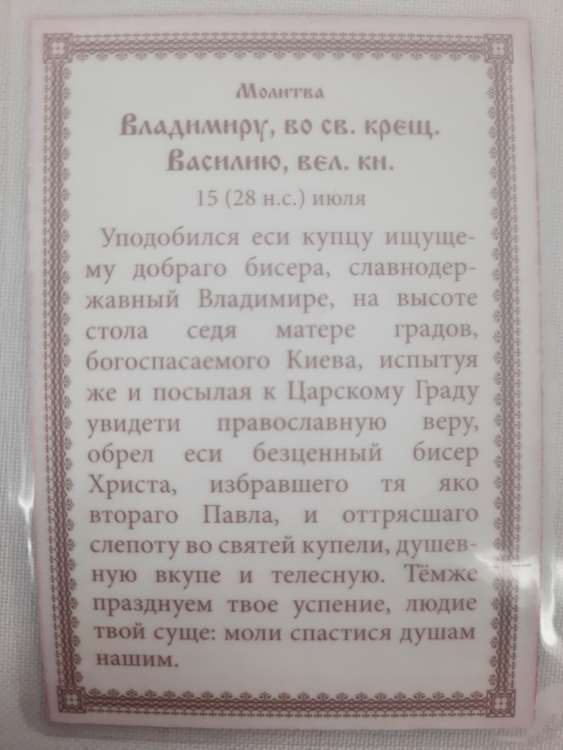 Молитва
Владимиру, во св. крещ.
Василию, вел. кн.
15 (28 н.с.) июля
Уподобился еси купцу ищуще-
му добраго бисера, славнодер-
жавный Владимире, на высоте
стола седя матере градов,
богоспасаемого Киева, испытуя
же и посылая к Царскому Граду
увидети православную веру,
обрел еси безценный бисер
Христа, избравшего тя яко
втораго Павла, и оттрясшаго
слепоту во святей купели, душев-
ную вкупе и телесную. Тёмже
празднуем твое успение, людие
твой суще: моли спастися душам
нашим.